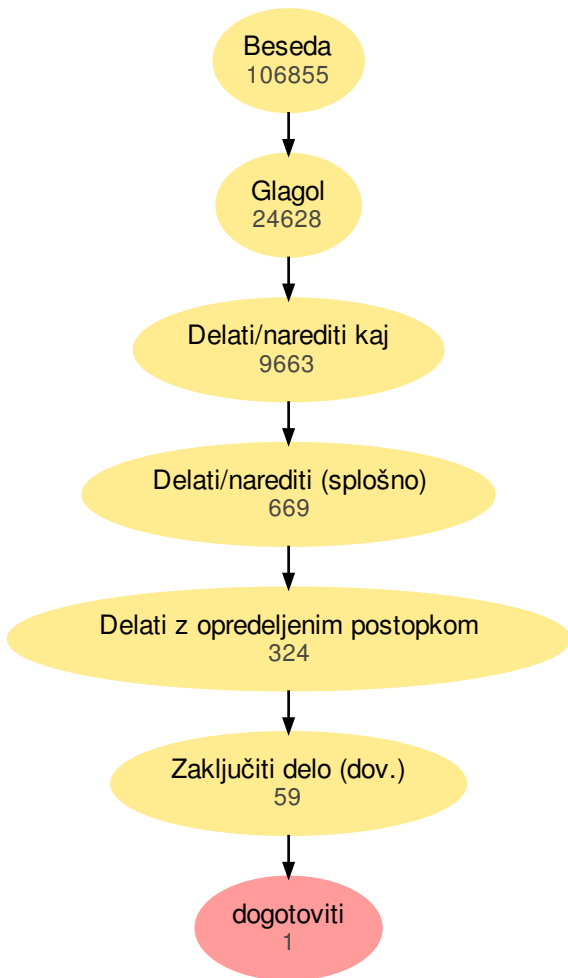 Beseda
106855
Glagol
24628
Delati/narediti kaj
9663
Delati/narediti (splošno)
669
Delati z opredeljenim postopkom
324
Zaključiti delo (dov.)
59
dogotoviti
1